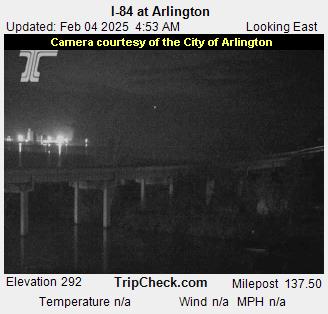 I-84 at Arlington
Updated: Feb 04 2025 4:53 AM Looking East
Camera courtesy of the City of Arlington
Elevation 292 TripCheck.com Milepost 137.50
Temperature n/a Wind n/a MPH n/a